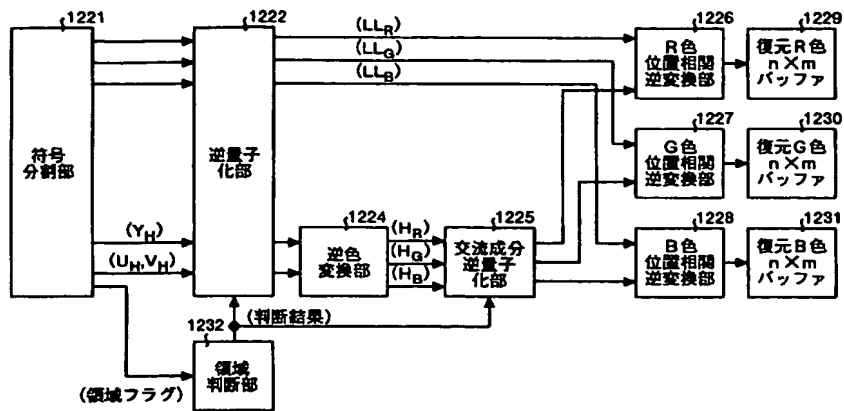 1221
1222
(LL_R)
(LL_G)
(LL_B)
1226
1229
R色
位置相関
逆変換部
復元R色
n×m
バッファ
1227
1230
G色
位置相関
逆変換部
復元G色
n×m
バッファ
符号
分割部
逆量子
化部
1224
1225
1228
1231
(Y_H)
(U_H,V_H)
逆色
変換部
(H_R)
(H_G)
(H_B)
交流成分
逆量子
化部
B色
位置相関
逆変換部
復元B色
n×m
バッファ
1232
(判断結果)
領域
判断部
(領域フラグ)